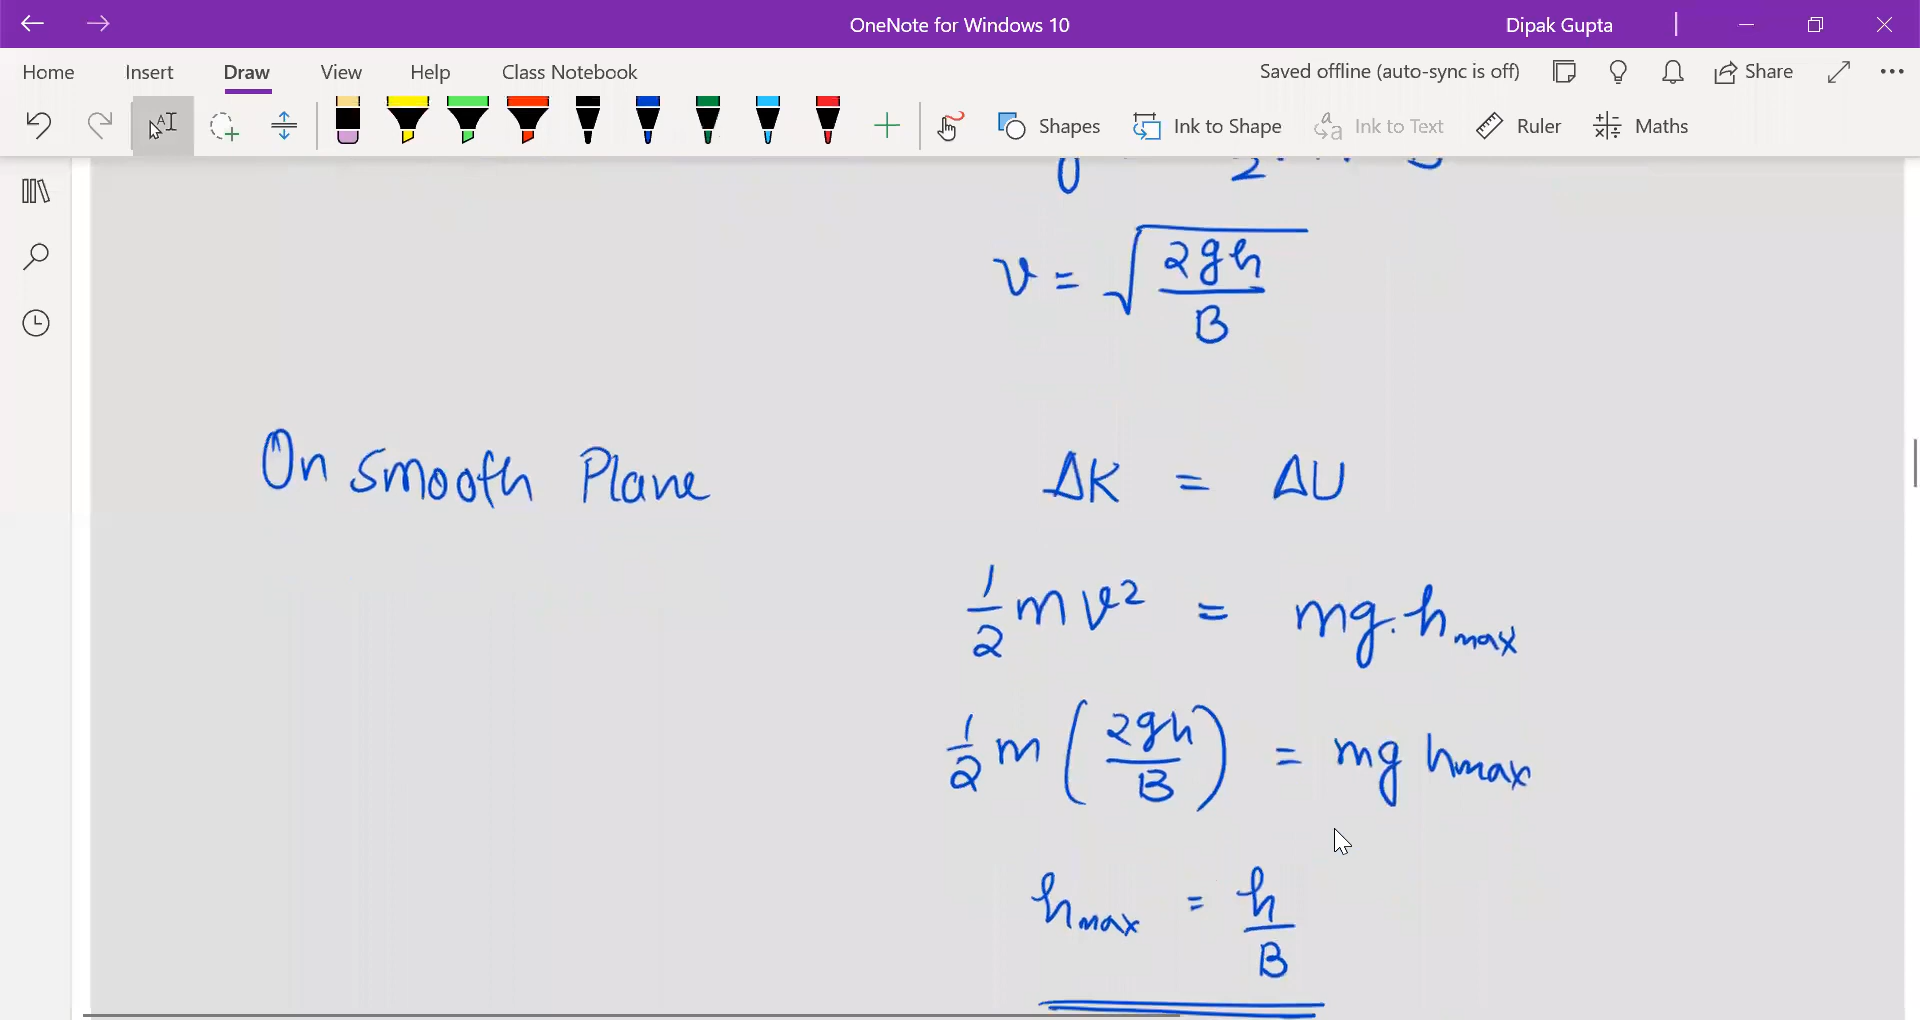 OneNote for Windows 10
Dipak Gupta
Home Insert Draw View Help Class Notebook
Saved offline (auto-sync is off) Share
Shapes Ink to Shape Ink to Text Ruler Maths
v = √(2gh/B)
On smooth Plane ΔK = ΔU
1/2 m v² = mg. h max
1/2 m (2gh/B) = mg hmax
hmax = h/B